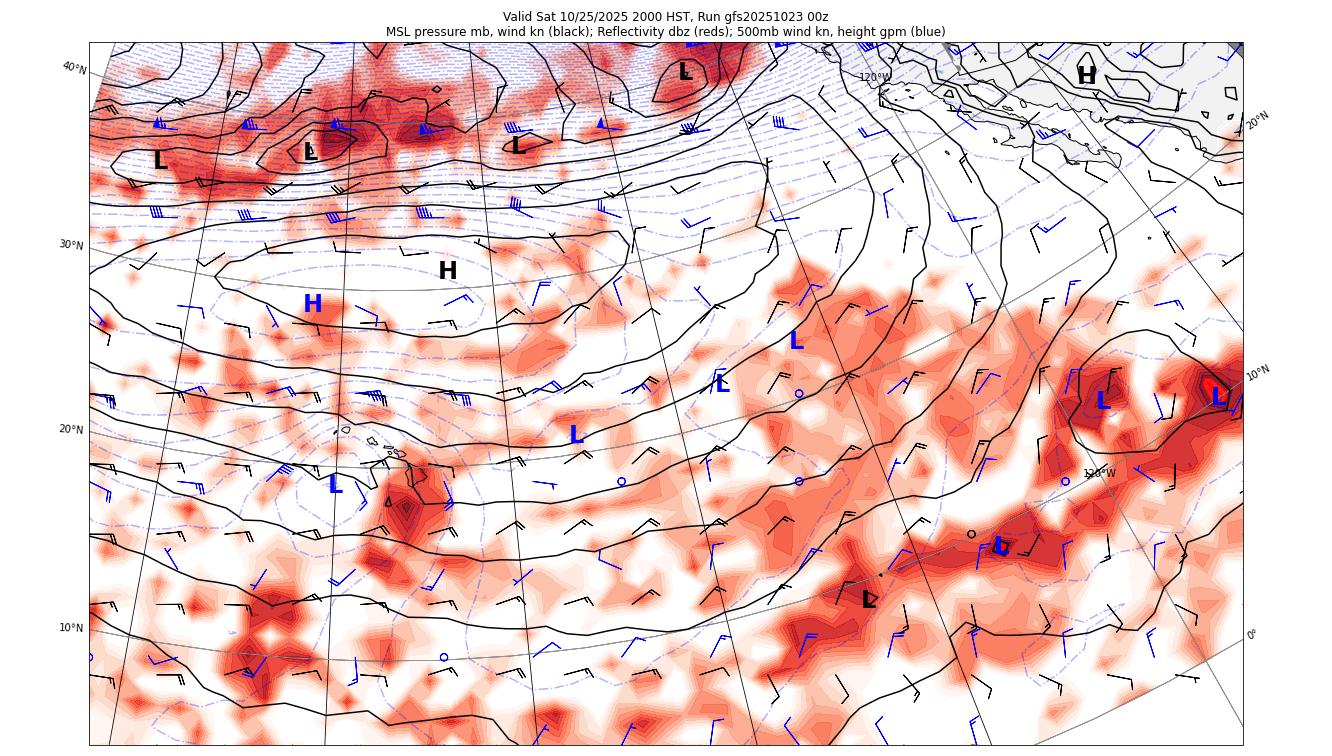 Valid Sat 10/25/2025 2000 HST, Run gfs20251023 00z
MSL pressure mb, wind kn (black); Reflectivity dbz (reds); 500mb wind kn, height gpm (blue)
40°N
L
120°W
H
20°N
L
L
L
30°N
H
H
L
10°N
L
L
L
20°N
L
120°W
L
L
L
10°N
0°